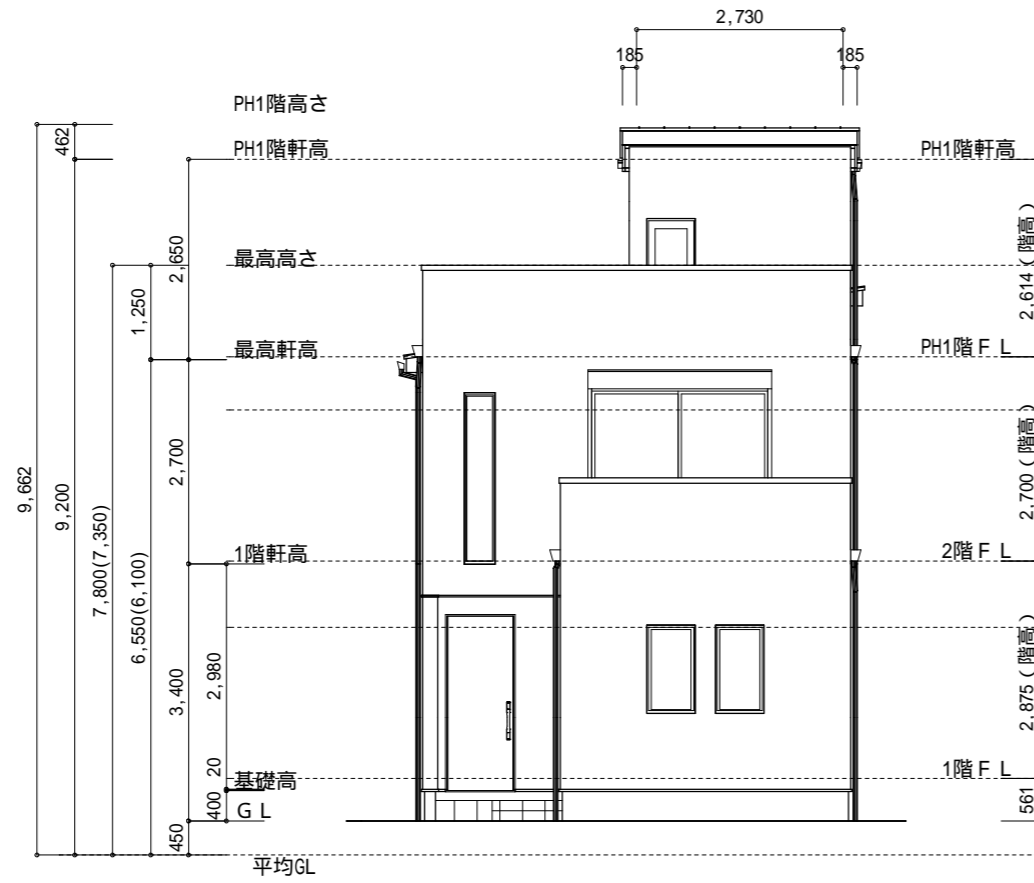 2,730
185
185
PH1階高さ
462
PH1階軒高
PH1階軒高
2,650
2,614(階高)
最高高さ
1,250
最高軒高
PH1階ＦＬ
2,700
2,700(階高)
9,662
9,200
7,800(7,350)
6,550(6,100)
1階軒高
2階ＦＬ
3,400
2,980
2,875(階高)
20
基礎高
1階ＦＬ
400
ＧＬ
561
450
平均GL